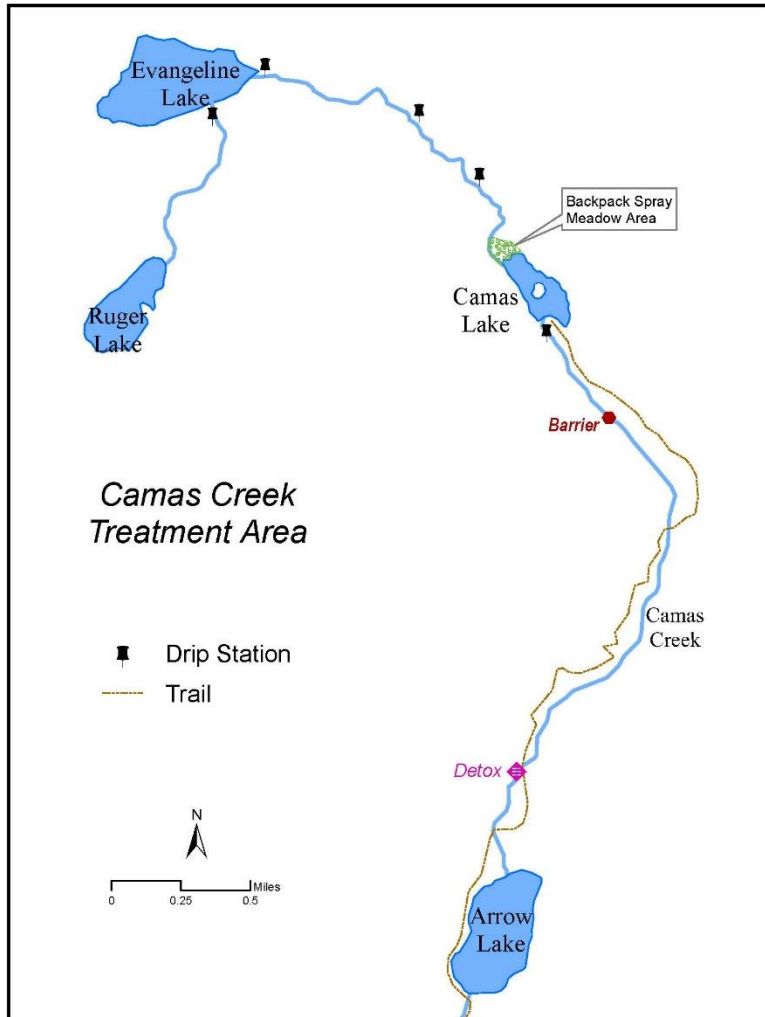 Evangeline
Lake
Backpack Spray
Meadow Area
Ruger
Lake
Camas
Lake
Barrier
Camas Creek
Treatment Area
Camas
Creek
Drip Station
Trail
Detox
N
Miles
0 0.25 0.5
Arrow
Lake